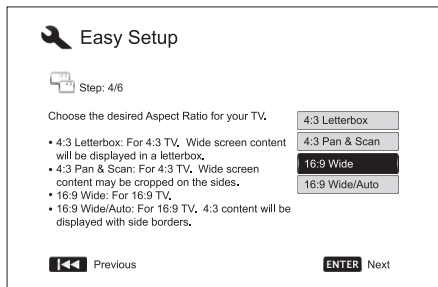 Easy Setup
Step: 4/6
Choose the desired Aspect Ratio for your TV.
• 4:3 Letterbox: For 4:3 TV. Wide screen content
will be displayed in a letterbox.
• 4:3 Pan & Scan: For 4:3 TV. Wide screen
content may be cropped on the sides.
• 16:9 Wide: For 16:9 TV.
• 16:9 Wide/Auto: For 16:9 TV. 4:3 content will be
displayed with side borders.
4:3 Letterbox
4:3 Pan & Scan
16:9 Wide
16:9 Wide/Auto
Previous
ENTER Next